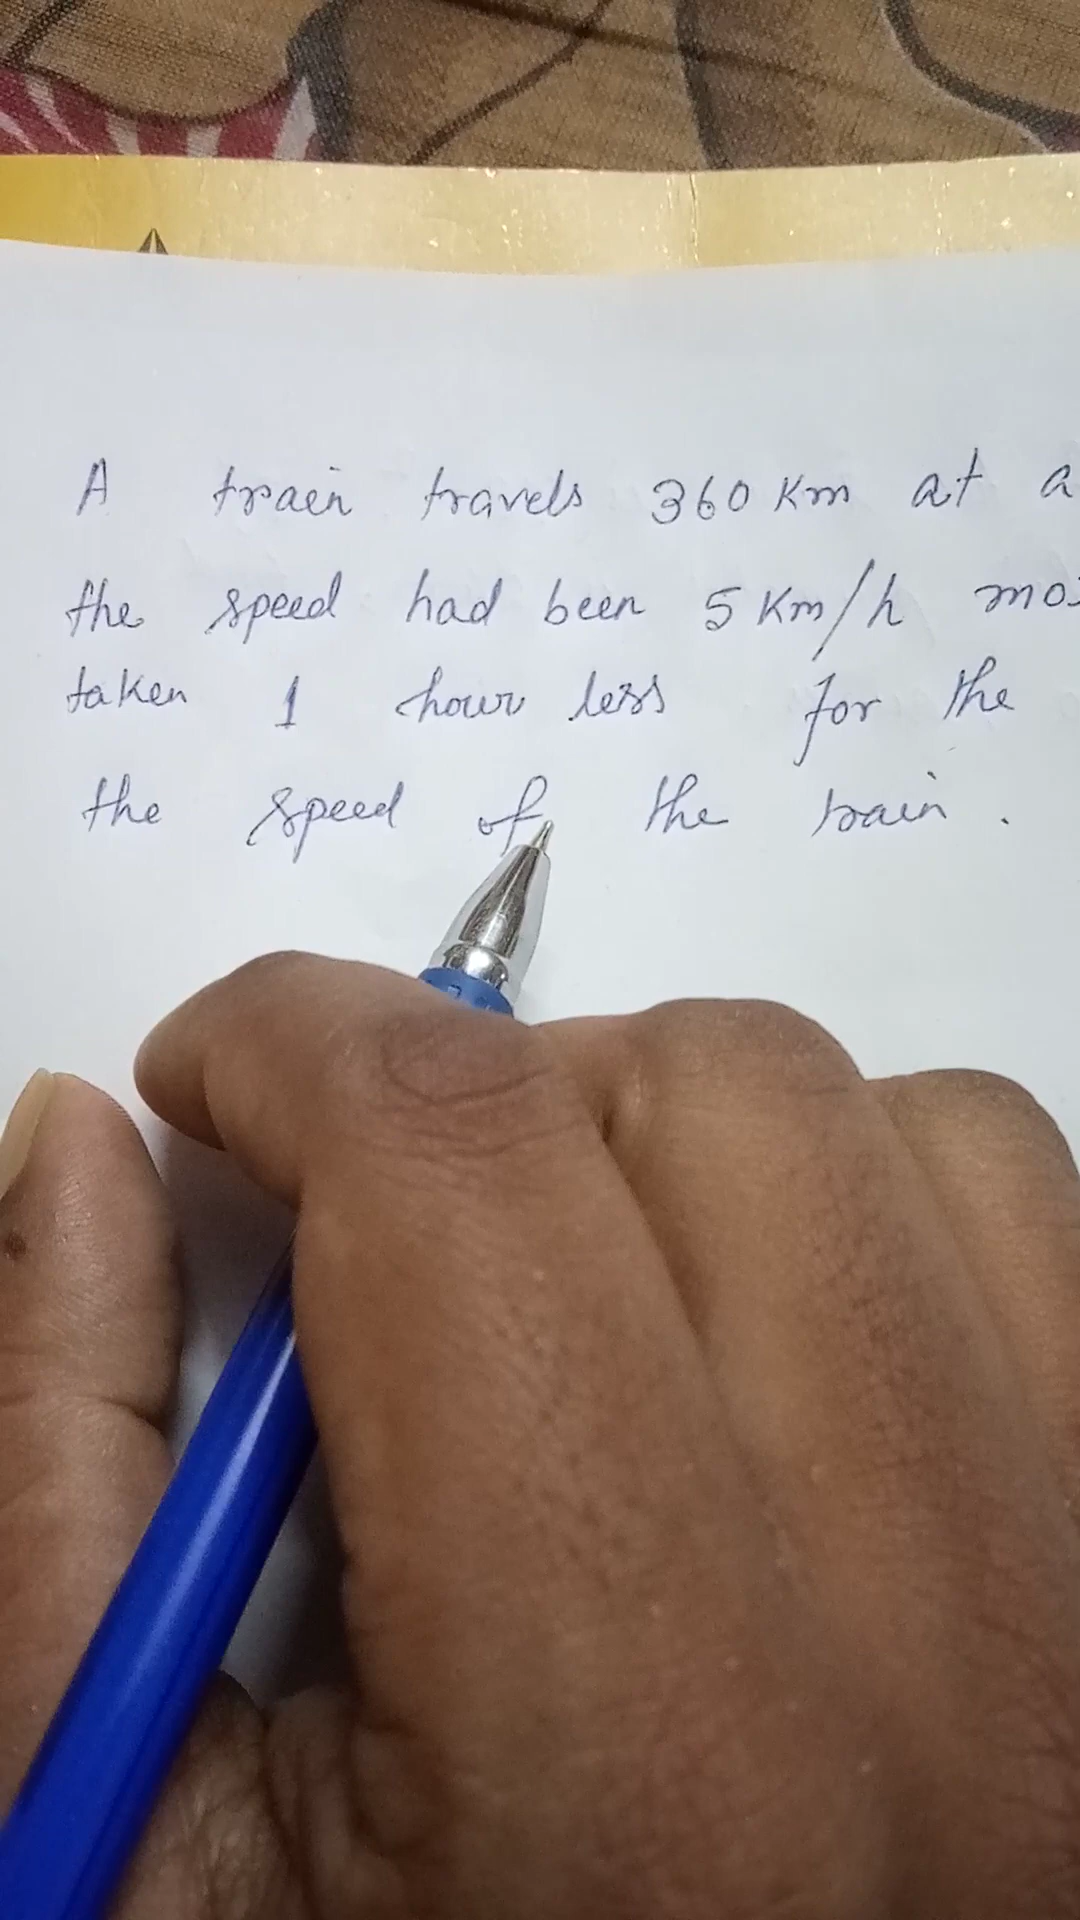 A train travels 360 Km at a
the speed had been 5 Km/h mo
taken 1 hour less for the
the speed of the train.